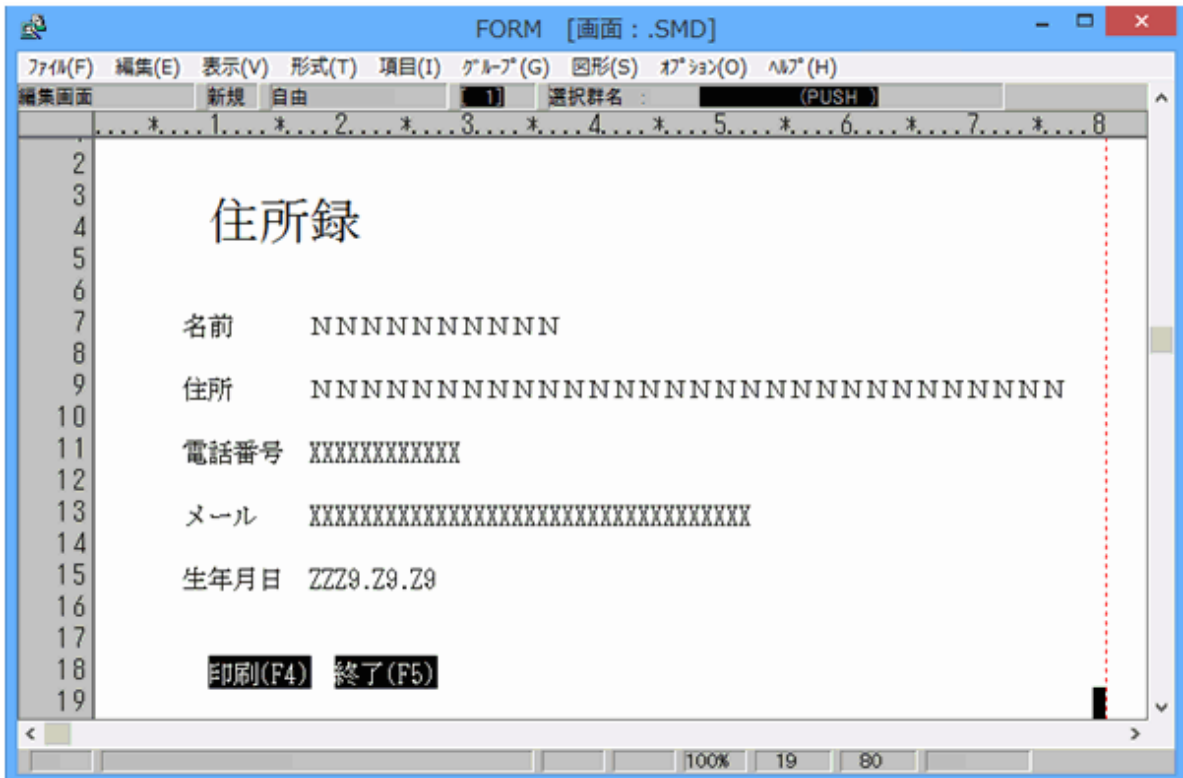 FORM [画面：.SMD]
ﾌｧｲﾙ(F) 編集(E) 表示(V) 形式(T) 項目(I) ｸﾞﾙｰﾌﾟ(G) 図形(S) ｵﾌﾟｼｮﾝ(O) ﾍﾙﾌﾟ(H)
編集画面 新規 自由 [ 1] 選択群名 : (PUSH )
....*....1....*....2....*....3....*....4....*....5....*....6....*....7....*....8
2
3
住所録
4
5
6
7 名前 ＮＮＮＮＮＮＮＮＮＮ
8
9 住所 ＮＮＮＮＮＮＮＮＮＮＮＮＮＮＮＮＮＮＮＮＮＮＮＮＮＮＮＮＮＮ
10
11 電話番号 XXXXXXXXXXXX
12
13 メール XXXXXXXXXXXXXXXXXXXXXXXXXXXXXXXXXXX
14
15 生年月日 ZZZ9.Z9.Z9
16
17
18 印刷(F4) 終了(F5)
19
100% 19 80